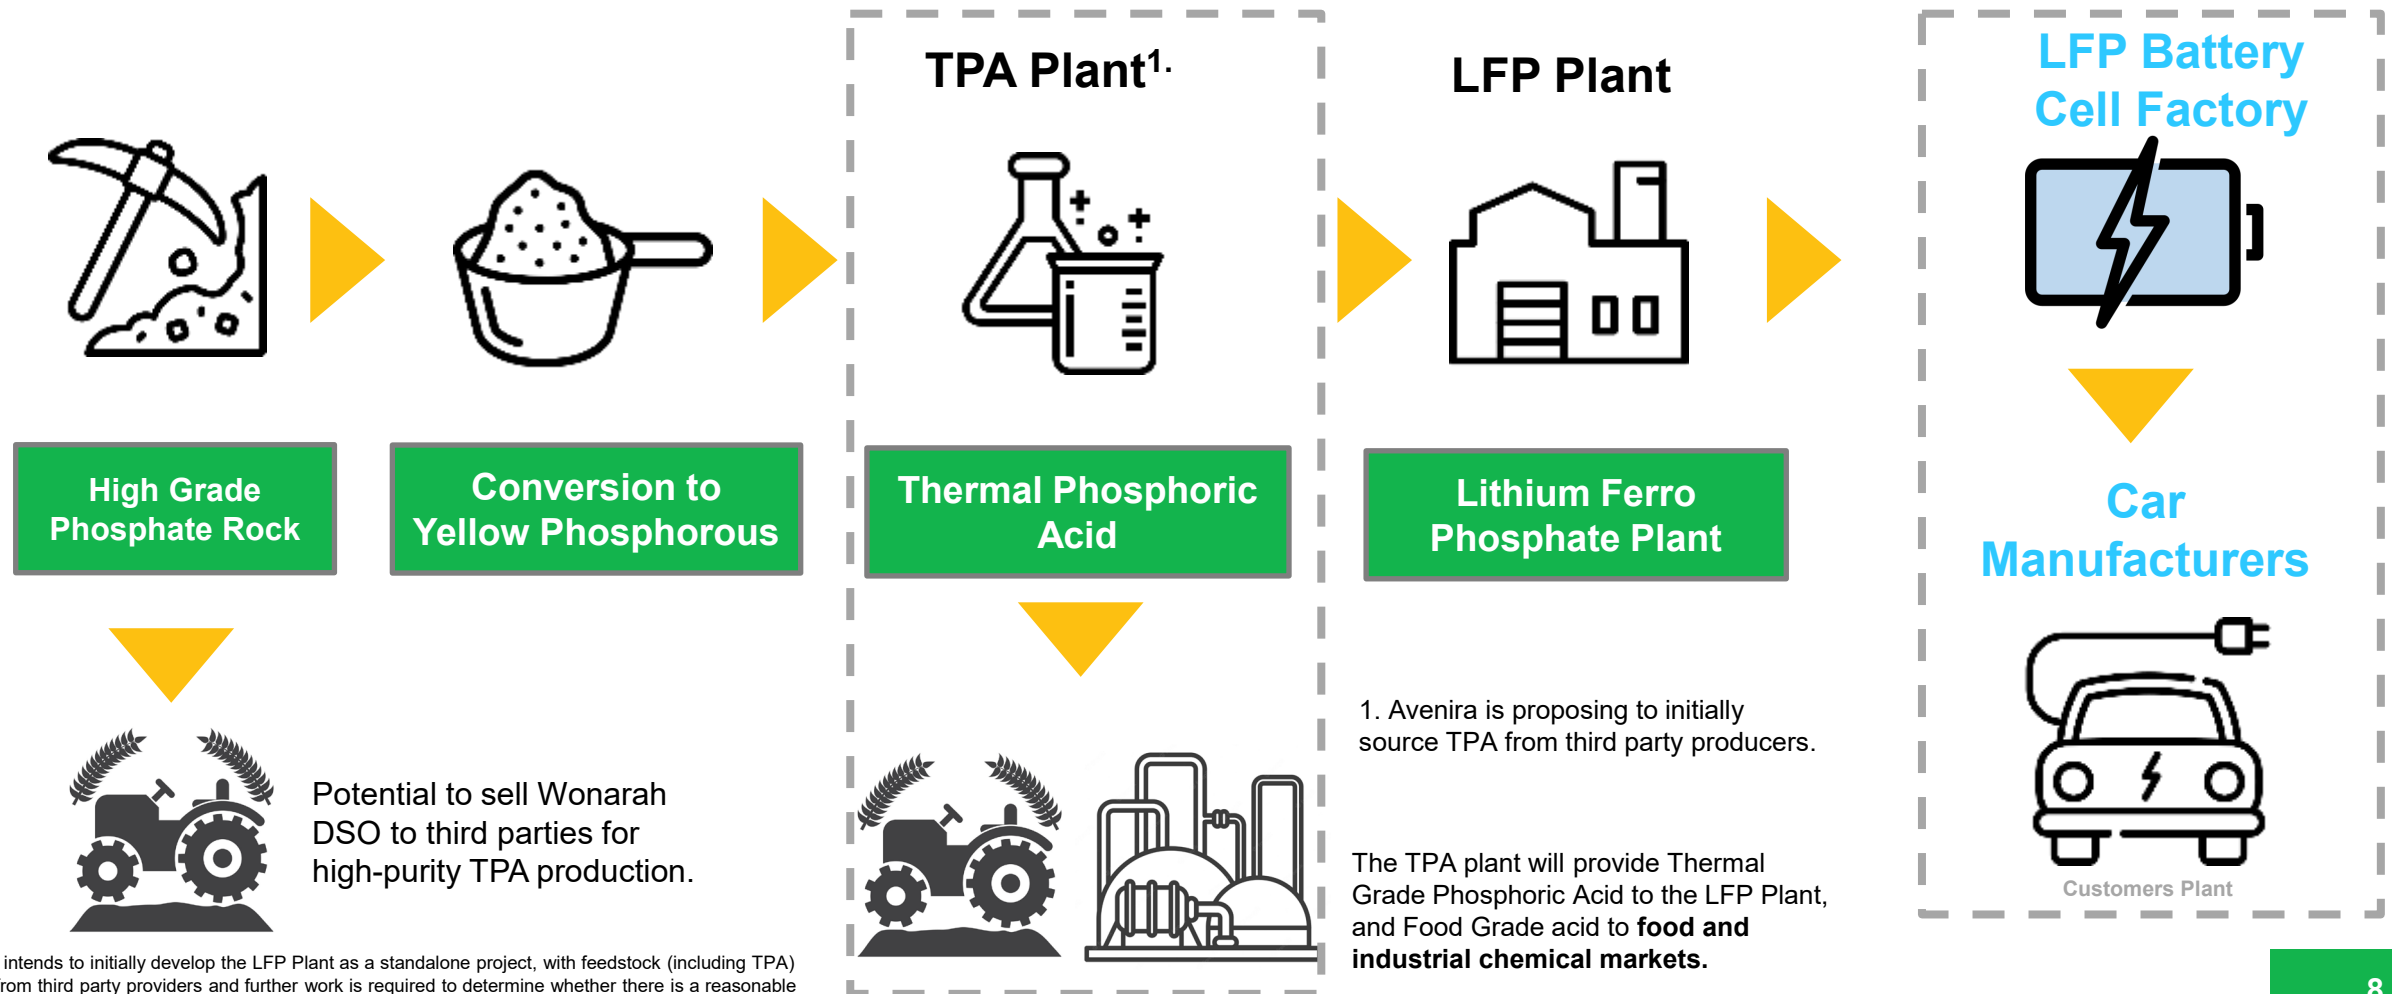 TPA Plant1.
LFP Plant
LFP Battery
Cell Factory
High Grade
Phosphate Rock
Conversion to
Yellow Phosphorous
Thermal Phosphoric
Acid
Lithium Ferro
Phosphate Plant
Car
Manufacturers
Potential to sell Wonarah
DSO to third parties for
high-purity TPA production.
1. Avenira is proposing to initially
source TPA from third party producers.
The TPA plant will provide Thermal
Grade Phosphoric Acid to the LFP Plant,
and Food Grade acid to food and
industrial chemical markets.
Customers Plant
intends to initially develop the LFP Plant as a standalone project, with feedstock (including TPA)
from third party providers and further work is required to determine whether there is a reasonable
8